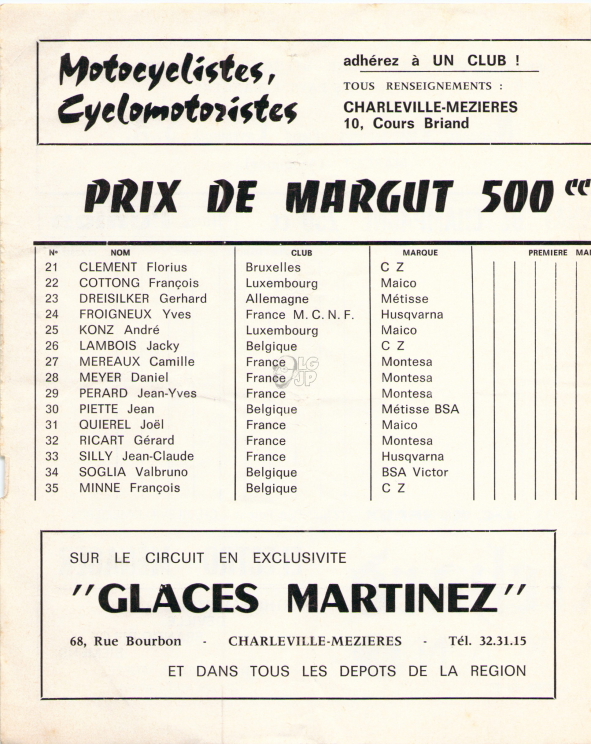 Motocyclistes,
Cyclomotoristes
adhérez à UN CLUB !
TOUS RENSEIGNEMENTS :
CHARLEVILLE-MEZIERES
10, Cours Briand
PRIX DE MARGUT 500 cc
N° NOM CLUB MARQUE PREMIERE
21 CLEMENT Florius Bruxelles C Z
22 COTTONG François Luxembourg Maico
23 DREISILKER Gerhard Allemagne Métisse
24 FROIGNEUX Yves France M. C. N. F. Husqvarna
25 KONZ André Luxembourg Maico
26 LAMBOIS Jacky Belgique C Z
27 MEREAUX Camille France Montesa
28 MEYER Daniel France Montesa
29 PERARD Jean-Yves France Montesa
30 PIETTE Jean Belgique Métisse BSA
31 QUIEREL Joël France Maico
32 RICART Gérard France Montesa
33 SILLY Jean-Claude France Husqvarna
34 SOGLIA Valbruno Belgique BSA Victor
35 MINNE François Belgique C Z
SUR LE CIRCUIT EN EXCLUSIVITE
"GLACES MARTINEZ"
68, Rue Bourbon - CHARLEVILLE-MEZIERES - Tél. 32.31.15
ET DANS TOUS LES DEPOTS DE LA REGION